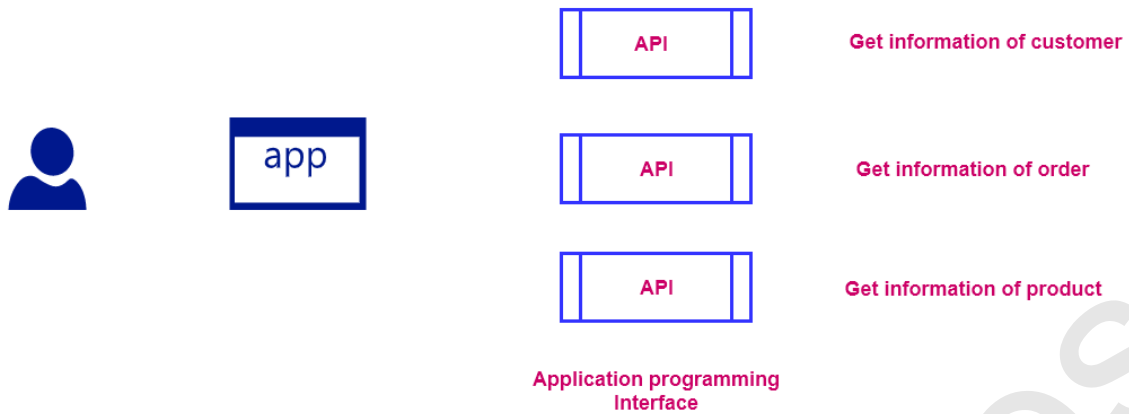 API
Get information of customer
app
API
Get information of order
API
Get information of product
Application programming
Interface